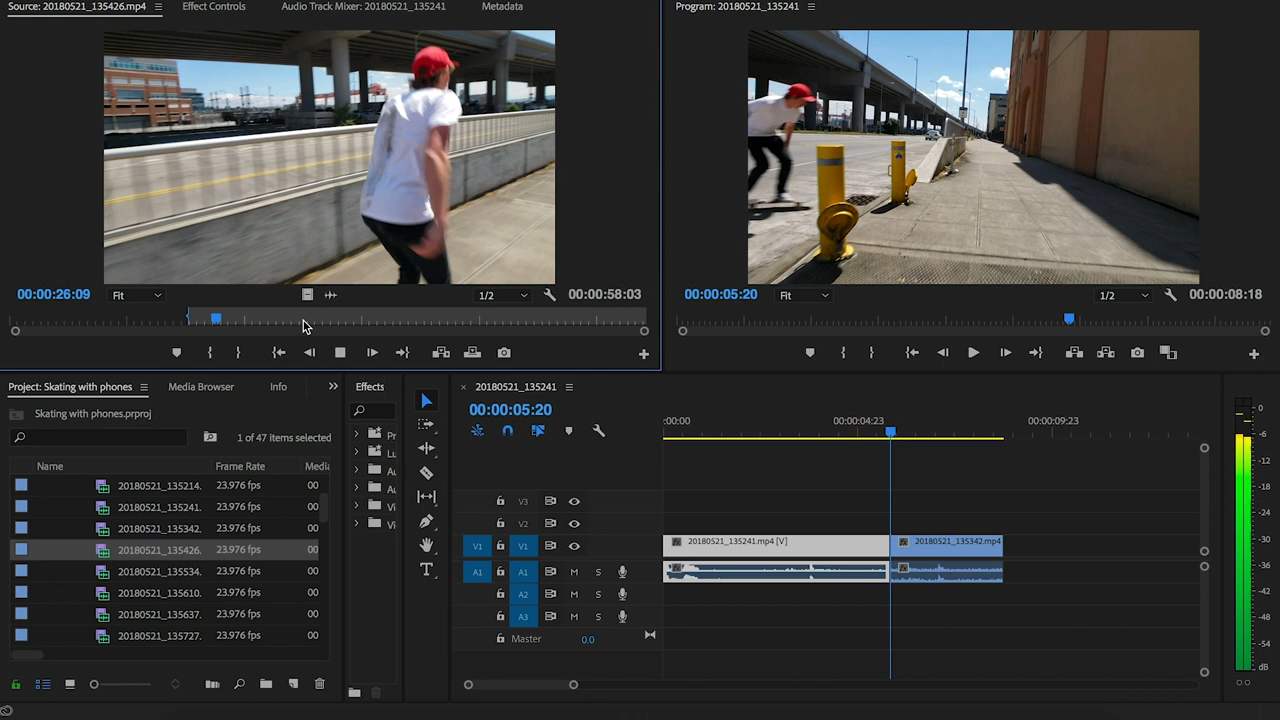 Source: 20180521_135426.mp4
Effect Controls
Audio Track Mixer: 20180521_135241
Metadata
Program: 20180521_135241
00:00:26:09
Fit
1/2
00:00:58:03
00:00:05:20
Fit
1/2
00:00:08:18
Project: Skating with phones
Media Browser
Info
Skating with phones.prproj
1 of 47 items selected
Name
Frame Rate
Media
20180521_135214.
23.976 fps
00
20180521_135241.
23.976 fps
00
20180521_135342.
23.976 fps
00
20180521_135426.
23.976 fps
00
20180521_135534.
23.976 fps
00
20180521_135610.
23.976 fps
00
20180521_135637.
23.976 fps
00
20180521_135727.
23.976 fps
00
Effects
Pr
Lu
Au
Au
Vi
Vi
20180521_135241
00:00:05:20
:00:00
00:00:04:23
00:00:09:23
V3
V2
V1
V1
20180521_135241.mp4 [V]
20180521_135342.mp4
A1
A1
M
S
A2
M
S
A3
M
S
Master
0.0
0
-6
-12
-18
-24
-30
-36
-42
-48
-54
dB